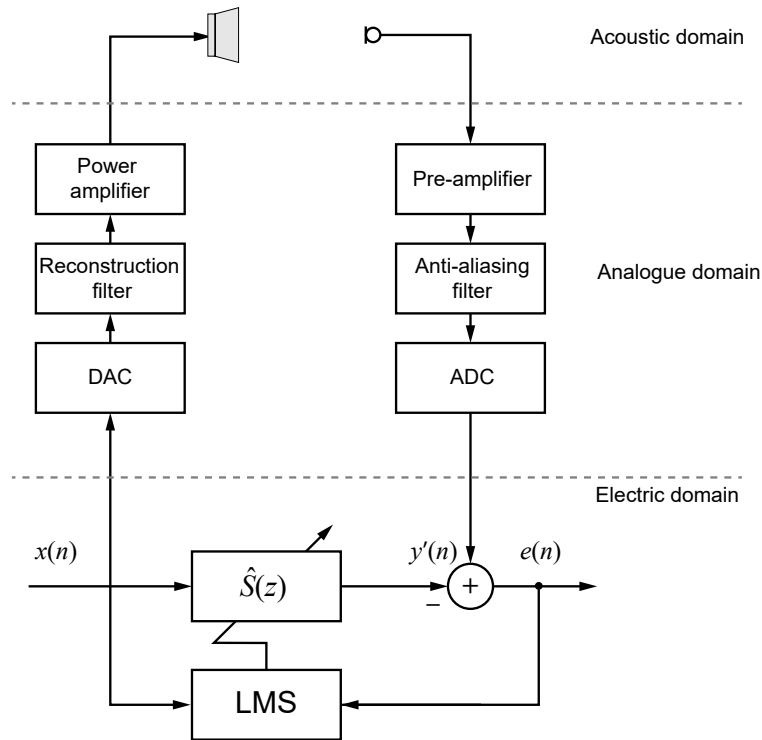 Acoustic domain
Power
amplifier
Pre-amplifier
Reconstruction
filter
Anti-aliasing
filter
Analogue domain
DAC
ADC
Electric domain
x(n)
Ŝ(z)
y′(n)
e(n)
+
−
LMS